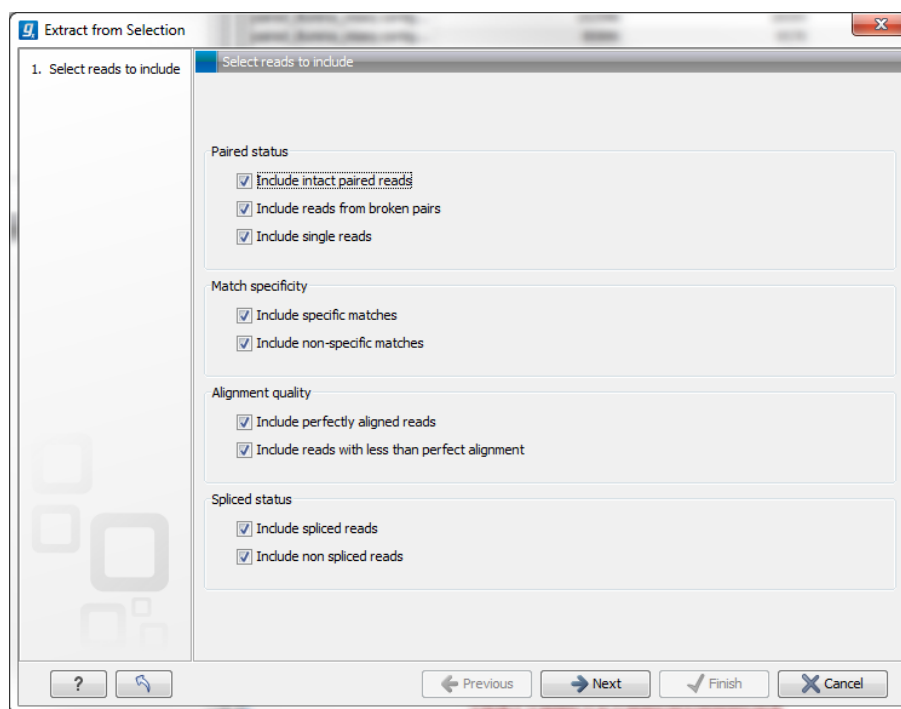 Extract from Selection
1. Select reads to include
Select reads to include
Paired status
Include intact paired reads
Include reads from broken pairs
Include single reads
Match specificity
Include specific matches
Include non-specific matches
Alignment quality
Include perfectly aligned reads
Include reads with less than perfect alignment
Spliced status
Include spliced reads
Include non spliced reads
?
Previous
Next
Finish
Cancel